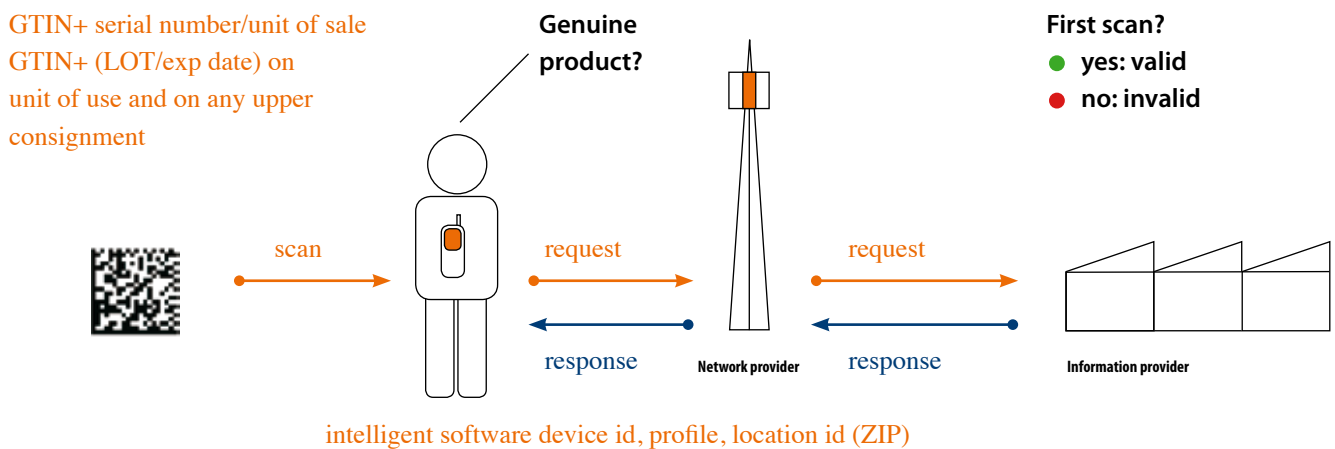 GTIN+ serial number/unit of sale
GTIN+ (LOT/exp date) on
unit of use and on any upper
consignment
Genuine
product?
First scan?
yes: valid
no: invalid
scan
request
request
response
Network provider
response
Information provider
intelligent software device id, profile, location id (ZIP)